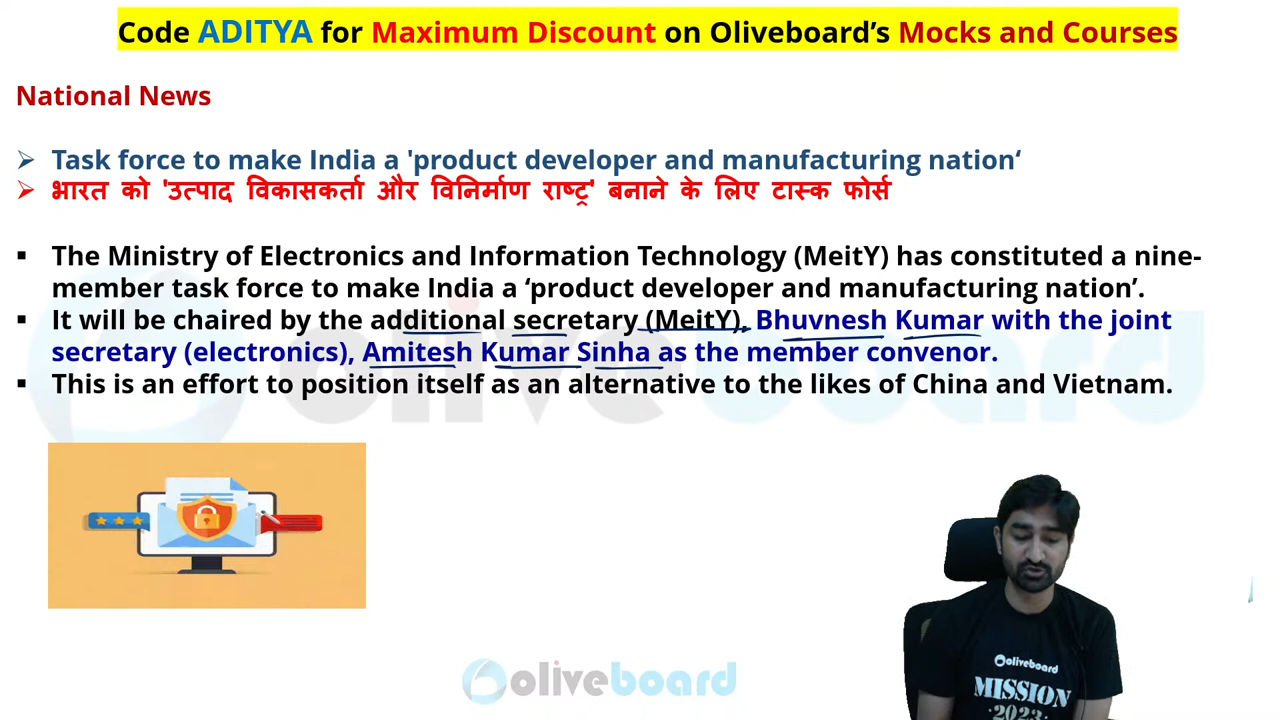 Code ADITYA for Maximum Discount on Oliveboard’s Mocks and Courses
National News
➢ Task force to make India a 'product developer and manufacturing nation‘
➢ भारत को 'उत्पाद विकासकर्ता और विनिर्माण राष्ट्र' बनाने के लिए टास्क फोर्स
▪ The Ministry of Electronics and Information Technology (MeitY) has constituted a nine-
member task force to make India a ‘product developer and manufacturing nation’.
▪ It will be chaired by the additional secretary (MeitY), Bhuvnesh Kumar with the joint
secretary (electronics), Amitesh Kumar Sinha as the member convenor.
▪ This is an effort to position itself as an alternative to the likes of China and Vietnam.
oliveboard
MISSION
2023
oliveboard